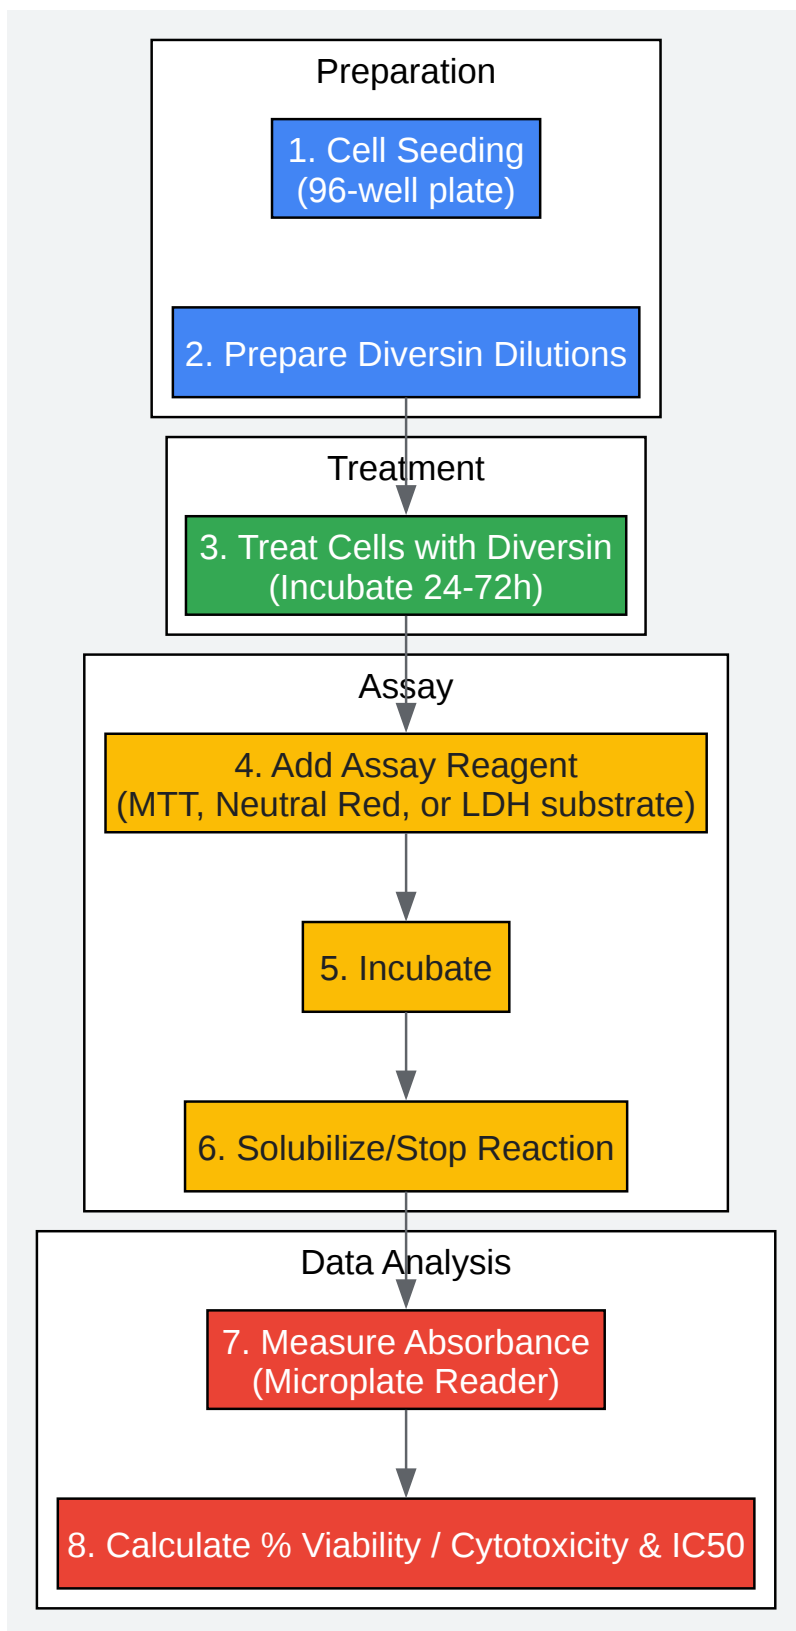 Preparation
1. Cell Seeding
(96-well plate)
2. Prepare Diversin Dilutions
Treatment
3. Treat Cells with Diversin
(Incubate 24-72h)
Assay
4. Add Assay Reagent
(MTT, Neutral Red, or LDH substrate)
5. Incubate
6. Solubilize/Stop Reaction
Data Analysis
7. Measure Absorbance
(Microplate Reader)
8. Calculate % Viability / Cytotoxicity & IC50